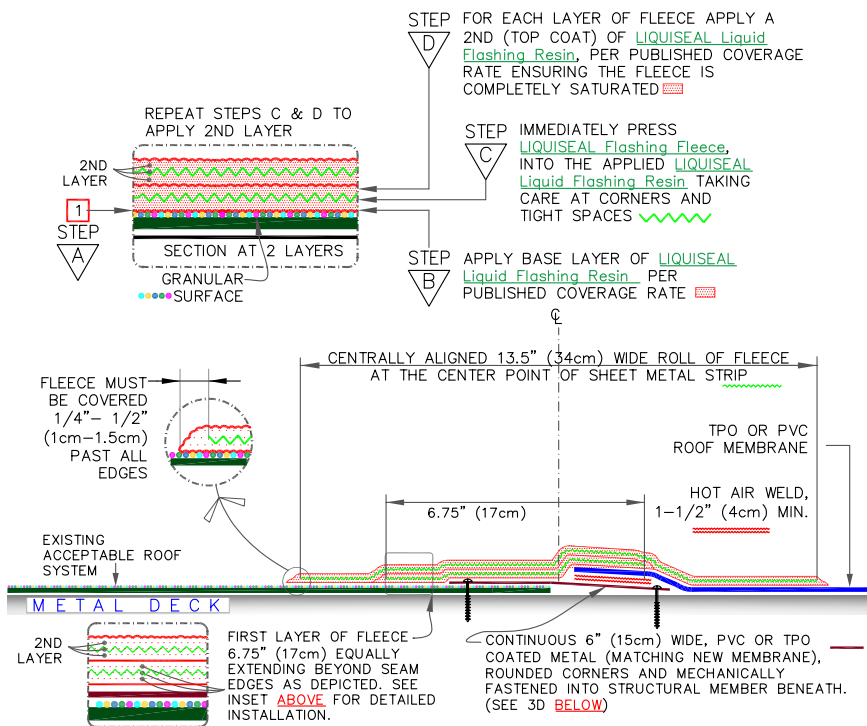 STEP
D
FOR EACH LAYER OF FLEECE APPLY A
2ND (TOP COAT) OF LIQUISEAL Liquid
Flashing Resin, PER PUBLISHED COVERAGE
RATE ENSURING THE FLEECE IS
COMPLETELY SATURATED
REPEAT STEPS C & D TO
APPLY 2ND LAYER
2ND
LAYER
1
STEP
A
SECTION AT 2 LAYERS
GRANULAR
SURFACE
STEP
C
IMMEDIATELY PRESS
LIQUISEAL Flashing Fleece,
INTO THE APPLIED LIQUISEAL
Liquid Flashing Resin TAKING
CARE AT CORNERS AND
TIGHT SPACES
STEP
B
APPLY BASE LAYER OF LIQUISEAL
Liquid Flashing Resin PER
PUBLISHED COVERAGE RATE
℄
CENTRALLY ALIGNED 13.5" (34cm) WIDE ROLL OF FLEECE
AT THE CENTER POINT OF SHEET METAL STRIP
FLEECE MUST
BE COVERED
1/4"- 1/2"
(1cm-1.5cm)
PAST ALL
EDGES
TPO OR PVC
ROOF MEMBRANE
HOT AIR WELD,
1-1/2" (4cm) MIN.
6.75" (17cm)
EXISTING
ACCEPTABLE ROOF
SYSTEM
METAL DECK
2ND
LAYER
FIRST LAYER OF FLEECE
6.75" (17cm) EQUALLY
EXTENDING BEYOND SEAM
EDGES AS DEPICTED. SEE
INSET ABOVE FOR DETAILED
INSTALLATION.
CONTINUOUS 6" (15cm) WIDE, PVC OR TPO
COATED METAL (MATCHING NEW MEMBRANE),
ROUNDED CORNERS AND MECHANICALLY
FASTENED INTO STRUCTURAL MEMBER BENEATH.
(SEE 3D BELOW)